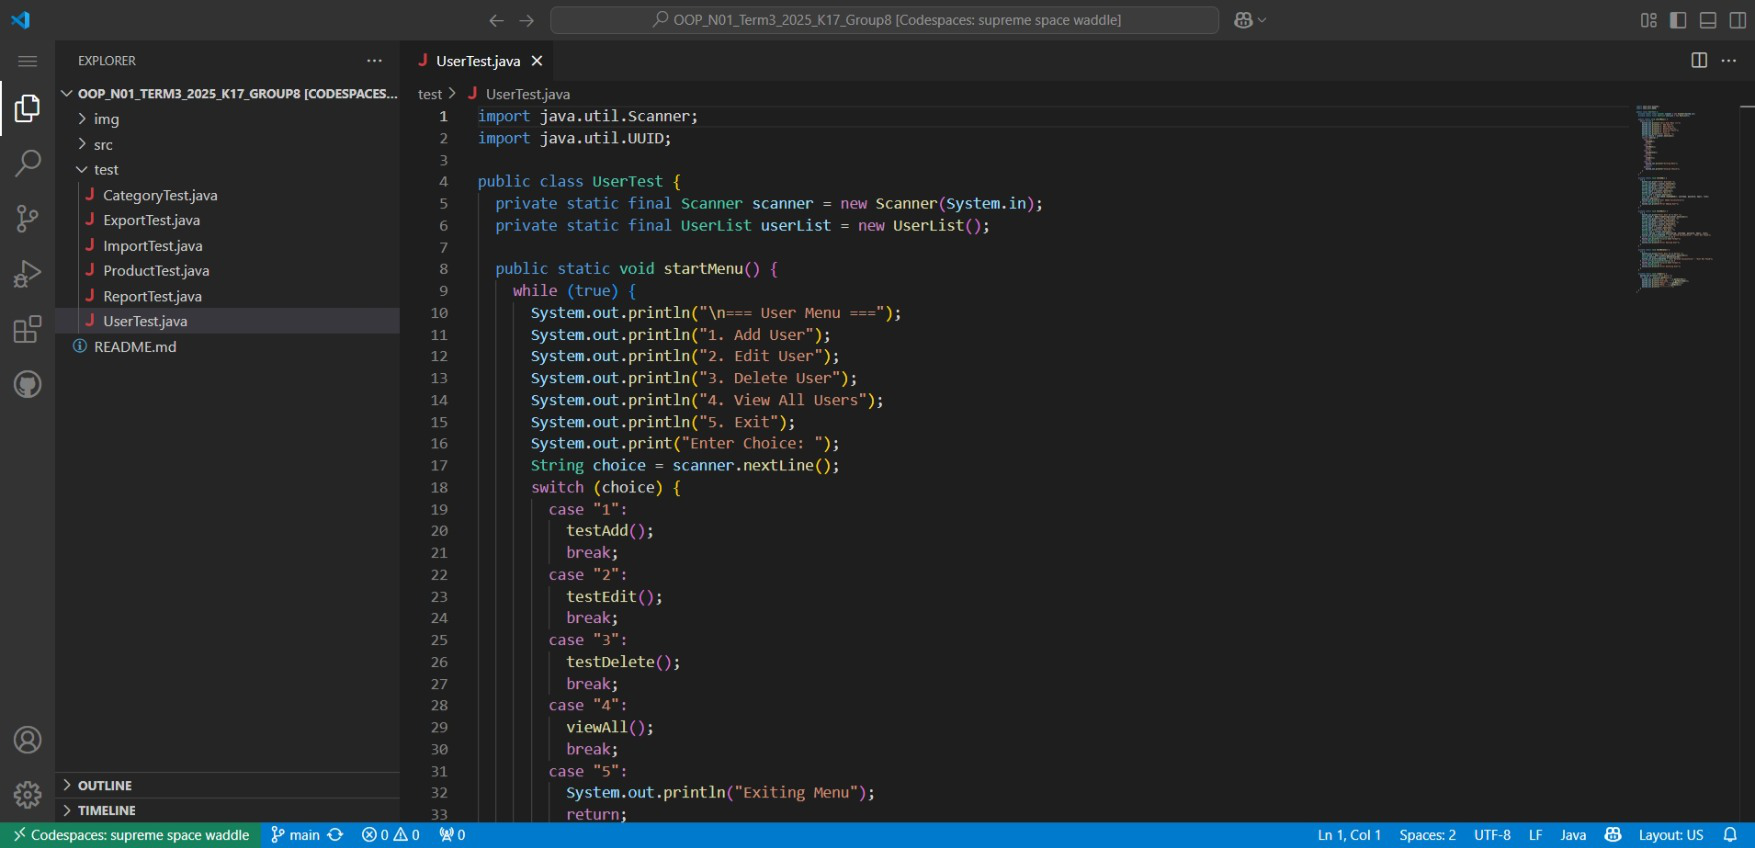 OOP_N01_Term3_2025_K17_Group8 [Codespaces: supreme space waddle]
EXPLORER
OOP_N01_TERM3_2025_K17_GROUP8 [CODESPACES...
img
src
test
CategoryTest.java
ExportTest.java
ImportTest.java
ProductTest.java
ReportTest.java
UserTest.java
README.md
OUTLINE
TIMELINE
UserTest.java
test > UserTest.java
1 import java.util.Scanner;
2 import java.util.UUID;
3
4 public class UserTest {
5 private static final Scanner scanner = new Scanner(System.in);
6 private static final UserList userList = new UserList();
7
8 public static void startMenu() {
9 while (true) {
10 System.out.println("\n=== User Menu ===");
11 System.out.println("1. Add User");
12 System.out.println("2. Edit User");
13 System.out.println("3. Delete User");
14 System.out.println("4. View All Users");
15 System.out.println("5. Exit");
16 System.out.print("Enter Choice: ");
17 String choice = scanner.nextLine();
18 switch (choice) {
19 case "1":
20 testAdd();
21 break;
22 case "2":
23 testEdit();
24 break;
25 case "3":
26 testDelete();
27 break;
28 case "4":
29 viewAll();
30 break;
31 case "5":
32 System.out.println("Exiting Menu");
33 return;
Codespaces: supreme space waddle main 0 0 0 Ln 1, Col 1 Spaces: 2 UTF-8 LF Java Layout: US